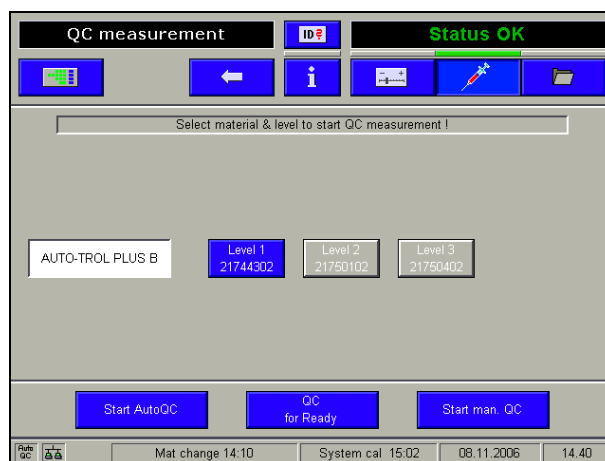 QC measurement
ID?
Status OK
i
Select material & level to start QC measurement !
AUTO-TROL PLUS B
Level 1
21744302
Level 2
21750102
Level 3
21750402
Start AutoQC
QC
for Ready
Start man. QC
Auto
QC
Mat change 14:10
System cal 15:02
08.11.2006
14.40